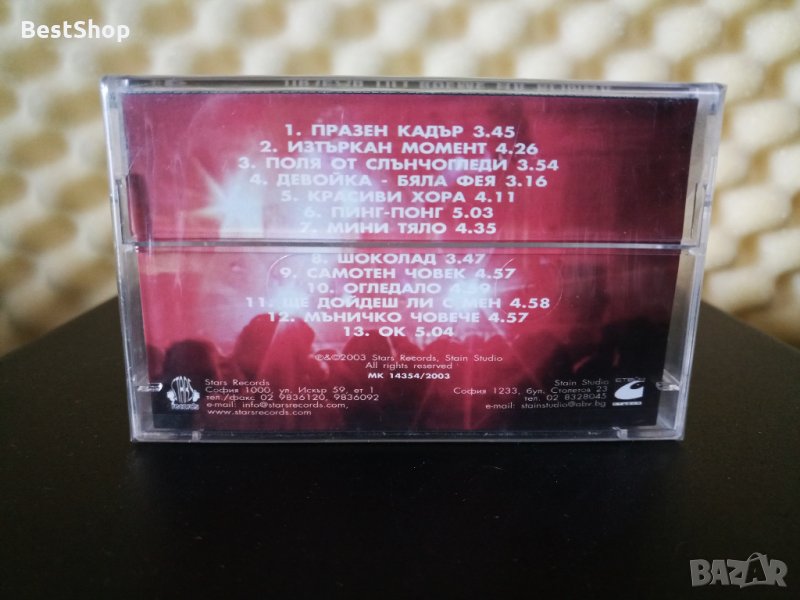 BestShop
1. ПРАЗЕН КАДЪР 3.45
2. ИЗТЪРКАН МОМЕНТ 4.26
3. ПОЛЯ ОТ СЛЪНЧОГЛЕДИ 3.54
4. ДЕВОЙКА - БЯЛА ФЕЯ 3.16
5. КРАСИВИ ХОРА 4.11
6. ПИНГ-ПОНГ 5.03
7. МИНИ ТЯЛО 4.35
8. ШОКОЛАД 3.47
9. САМОТЕН ЧОВЕК 4.57
10. ОГЛЕДАЛО 4.59
11. ЩЕ ДОЙДЕШ ЛИ С МЕН 4.58
12. МЪНИЧКО ЧОВЕЧЕ 4.57
13. ОК 5.04
℗&©2003 Stars Records, Stain Studio
All rights reserved
МК 14354/2003
Stars Records
София 1000, ул. Искър 59, ет 1
тел./факс 02 9836120, 9836092
e-mail: info@starsrecords.com,
www.starsrecords.com
STARS
RECORDS
Stain Studio
София 1233, бул. Столетов 23
тел. 02 8328045
e-mail: stainstudio@abv.bg
BAZAR